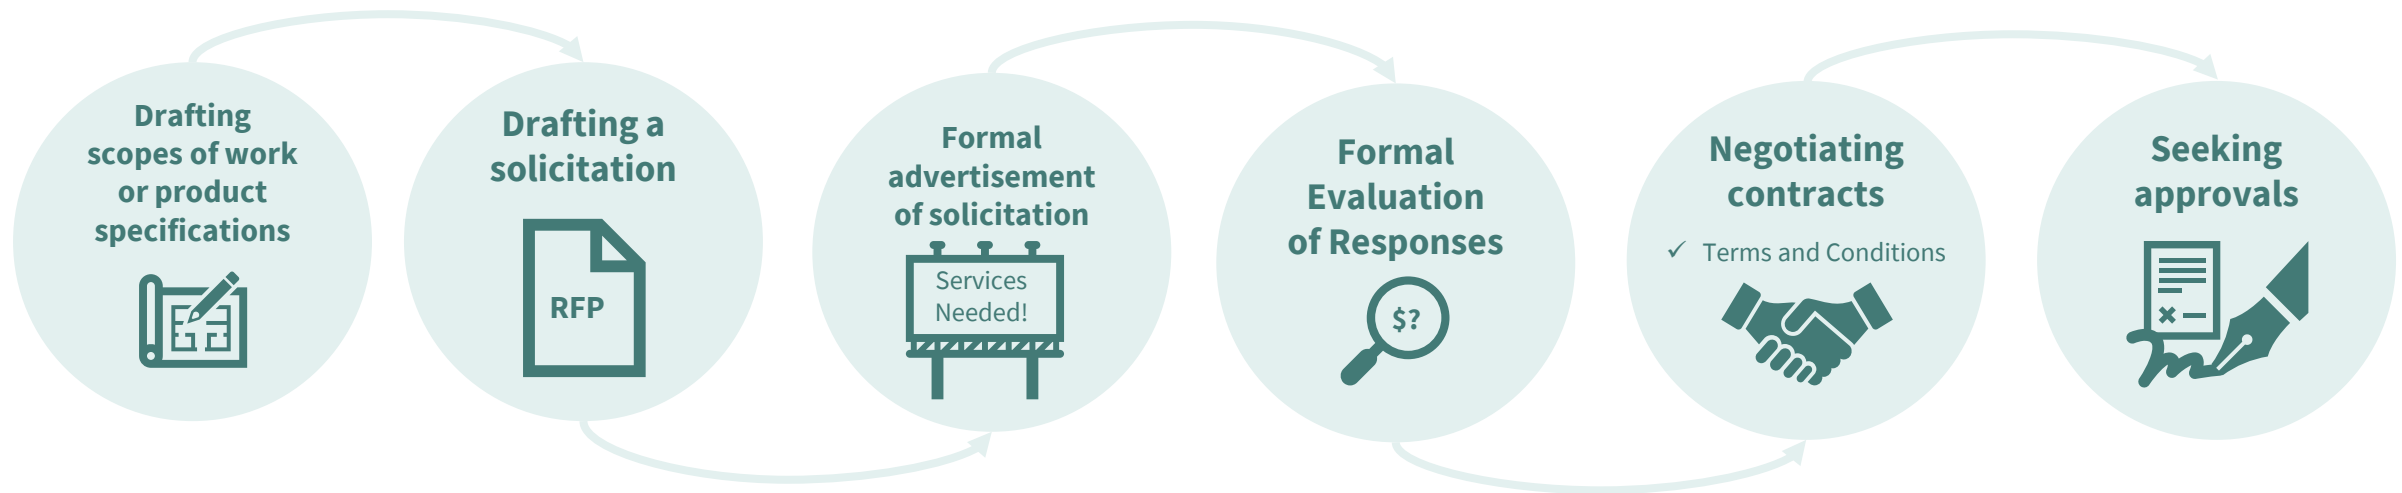 Drafting
scopes of work
or product
specifications
Drafting a
solicitation
RFP
Formal
advertisement
of solicitation
Services
Needed!
Formal
Evaluation
of Responses
$?
Negotiating
contracts
✓ Terms and Conditions
Seeking
approvals